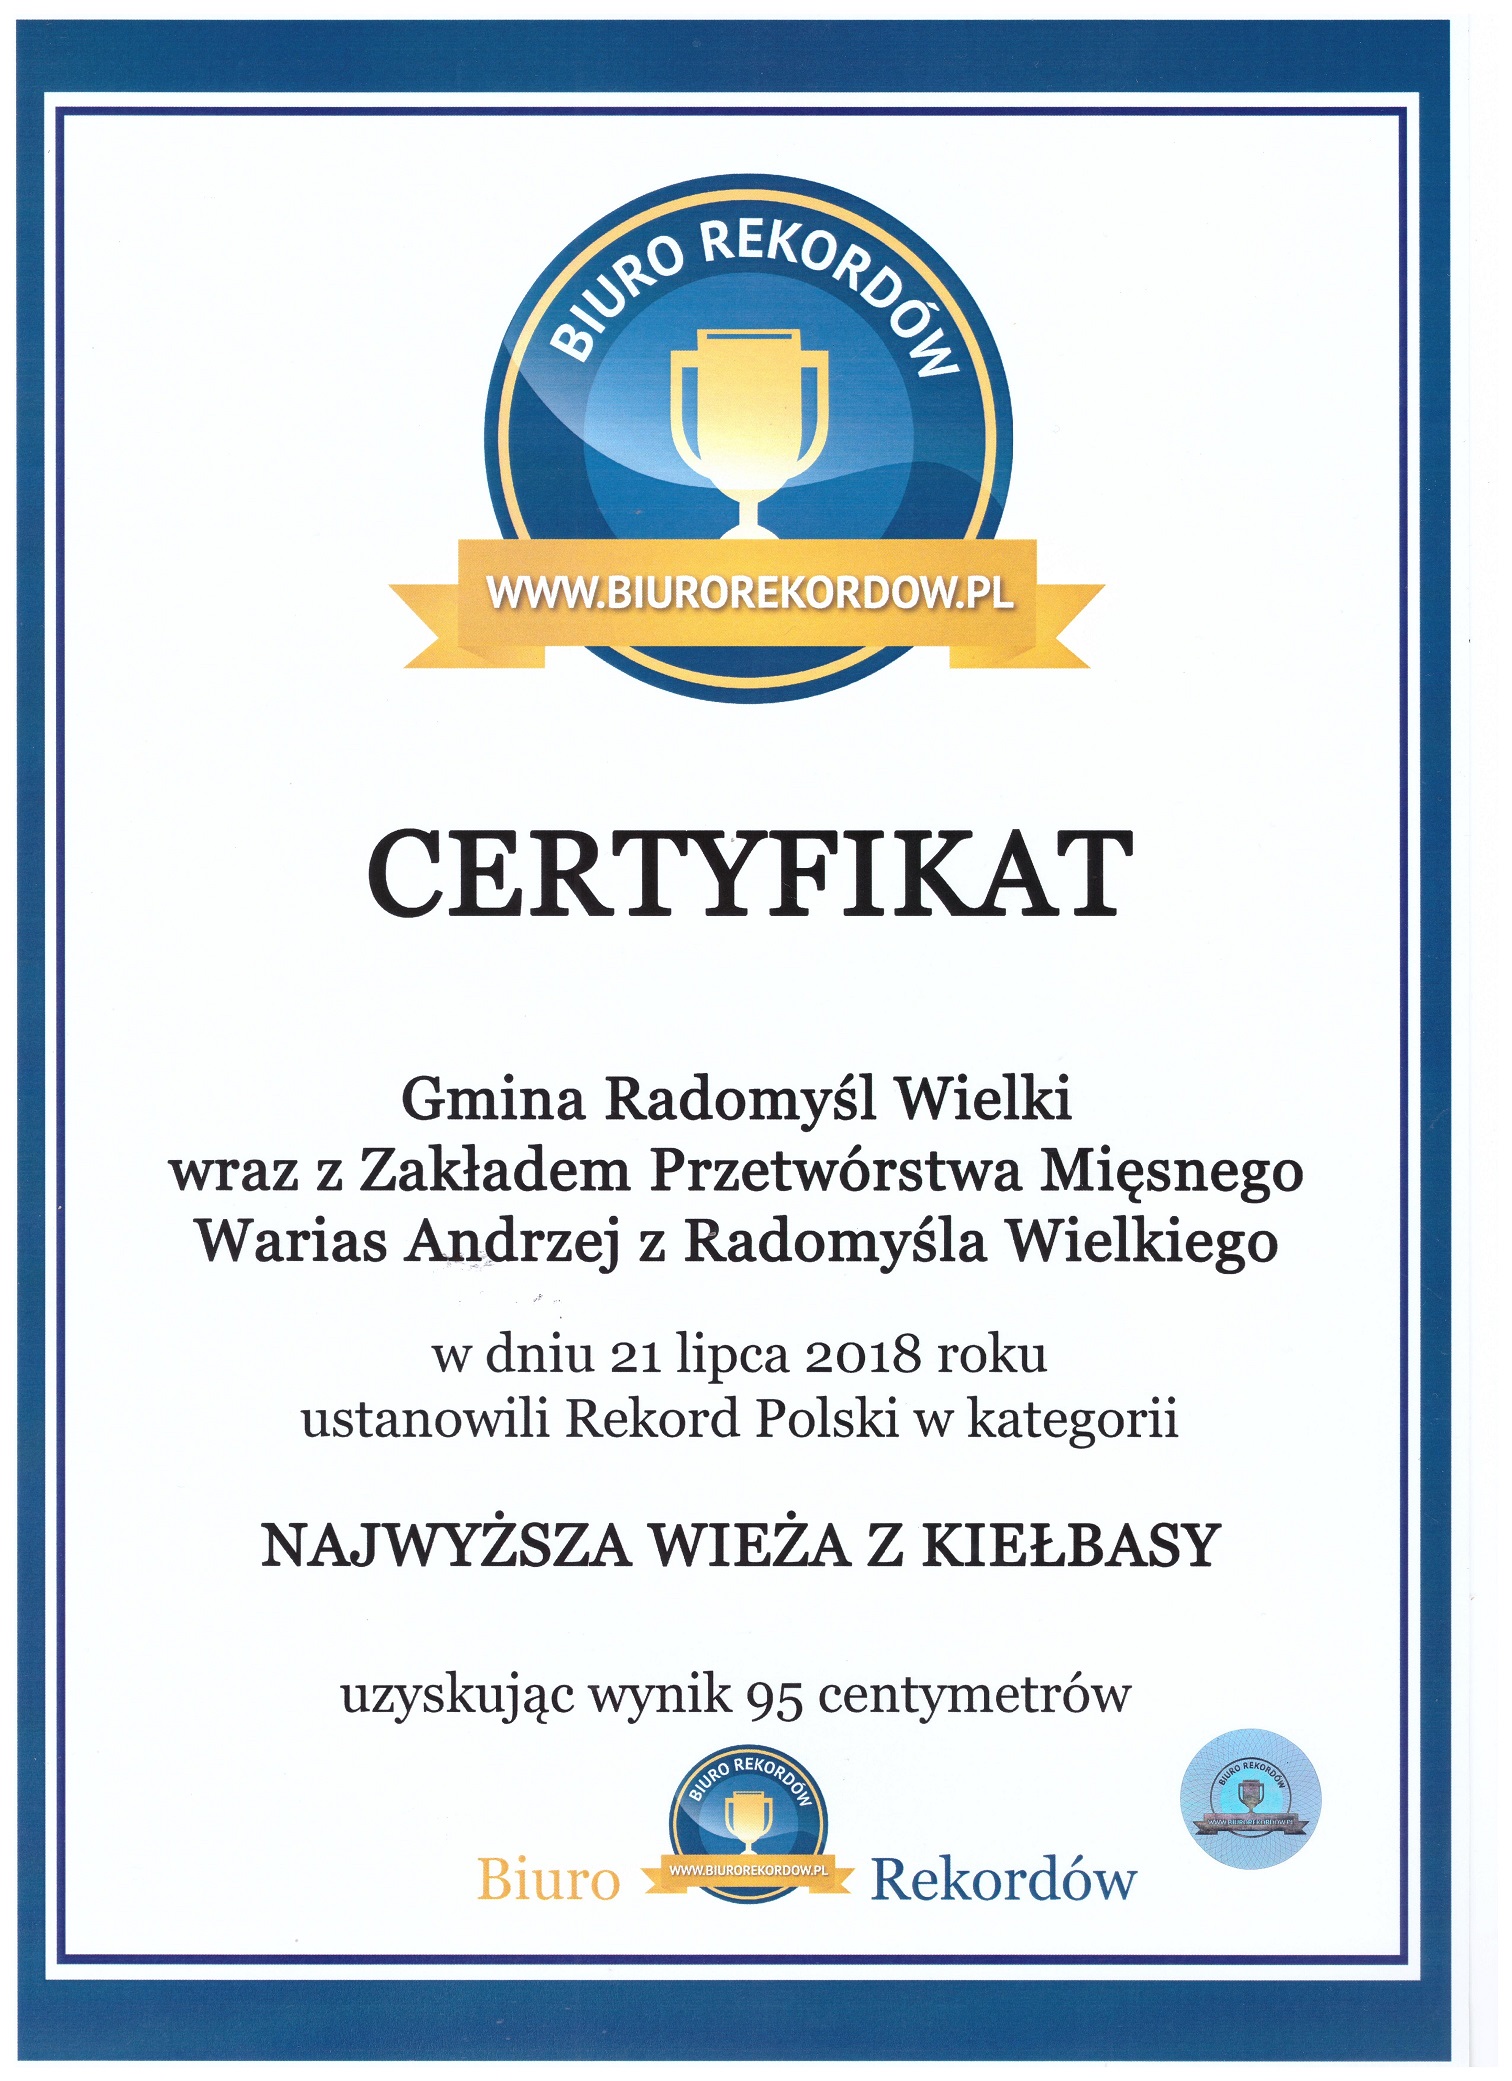 BIURO REKORDÓW
WWW.BIUROREKORDOW.PL
CERTYFIKAT
Gmina Radomyśl Wielki
wraz z Zakładem Przetwórstwa Mięsnego
Warias Andrzej z Radomyśla Wielkiego
w dniu 21 lipca 2018 roku
ustanowili Rekord Polski w kategorii
NAJWYŻSZA WIEŻA Z KIEŁBASY
uzyskując wynik 95 centymetrów
BIURO REKORDÓW
WWW.BIUROREKORDOW.PL
Biuro Rekordów
BIURO REKORDÓW
WWW.BIUROREKORDOW.PL